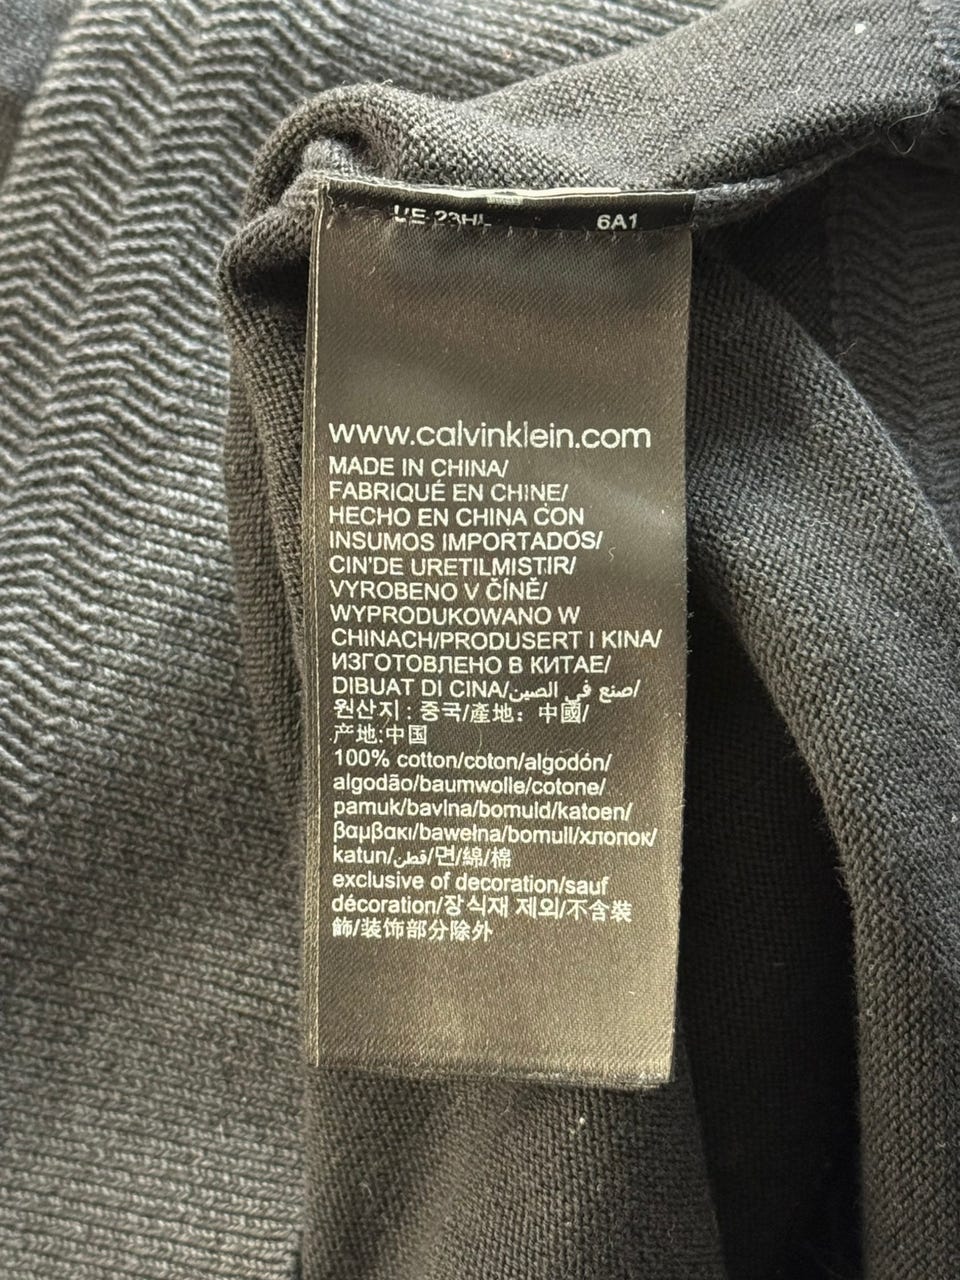 6A1
www.calvinklein.com
MADE IN CHINA/
FABRIQUÉ EN CHINE/
HECHO EN CHINA CON
INSUMOS IMPORTADOS/
CIN'DE URETILMISTIR/
VYROBENO V ČÍNĚ/
WYPRODUKOWANO W
CHINACH/PRODUSERT I KINA/
ИЗГОТОВЛЕНО В КИТАЕ/
DIBUAT DI CINA/صنع في الصين/
원산지 : 중국/產地：中國/
产地:中国
100% cotton/coton/algodón/
algodão/baumwolle/cotone/
pamuk/bavlna/bomuld/katoen/
βαμβακι/bawełna/bomull/хлопок/
katun/قطن/면/綿/棉
exclusive of decoration/sauf
décoration/장식재 제외/不含裝
飾/装饰部分除外